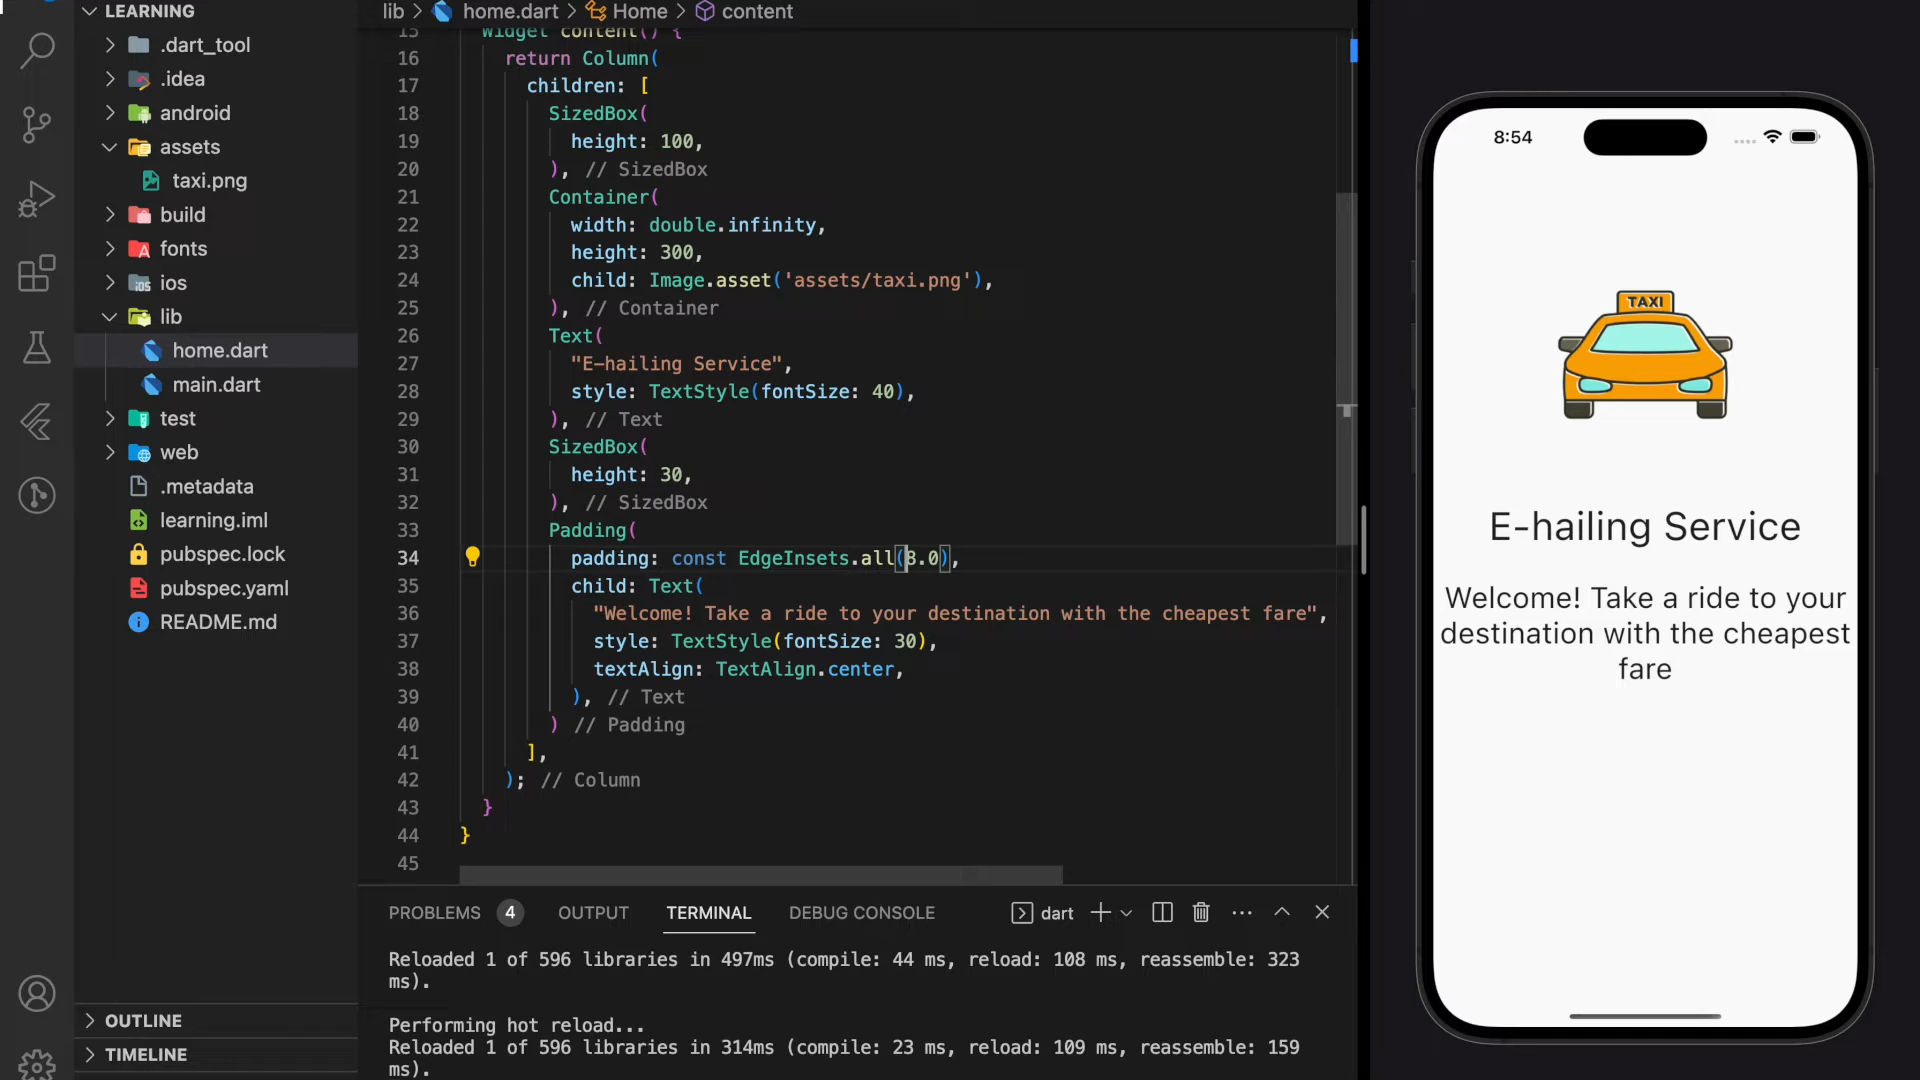 LEARNING
.dart_tool
.idea
android
assets
taxi.png
build
fonts
ios
lib
home.dart
main.dart
test
web
.metadata
learning.iml
pubspec.lock
pubspec.yaml
README.md
OUTLINE
TIMELINE
lib > home.dart > Home > content
15 Widget content() {
16 return Column(
17 children: [
18 SizedBox(
19 height: 100,
20 ), // SizedBox
21 Container(
22 width: double.infinity,
23 height: 300,
24 child: Image.asset('assets/taxi.png'),
25 ), // Container
26 Text(
27 "E-hailing Service",
28 style: TextStyle(fontSize: 40),
29 ), // Text
30 SizedBox(
31 height: 30,
32 ), // SizedBox
33 Padding(
34 padding: const EdgeInsets.all(8.0),
35 child: Text(
36 "Welcome! Take a ride to your destination with the cheapest fare",
37 style: TextStyle(fontSize: 30),
38 textAlign: TextAlign.center,
39 ), // Text
40 ) // Padding
41 ],
42 ); // Column
43 }
44 }
45
PROBLEMS 4 OUTPUT TERMINAL DEBUG CONSOLE dart
Reloaded 1 of 596 libraries in 497ms (compile: 44 ms, reload: 108 ms, reassemble: 323
ms).
Performing hot reload...
Reloaded 1 of 596 libraries in 314ms (compile: 23 ms, reload: 109 ms, reassemble: 159
ms).
8:54
TAXI
E-hailing Service
Welcome! Take a ride to your
destination with the cheapest
fare